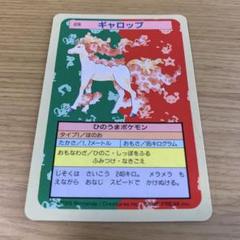 078
ギャロップ
ひのうまポケモン
タイプ/ほのお
たかさ/1,7メートル おもさ/95キログラム
おもなわざ/ひのこ・しっぽをふる
ふみつけ・なきごえ
じそくは さいこう 240キロ。 メラメラ も
えながら おなじ スピードで かけぬける。